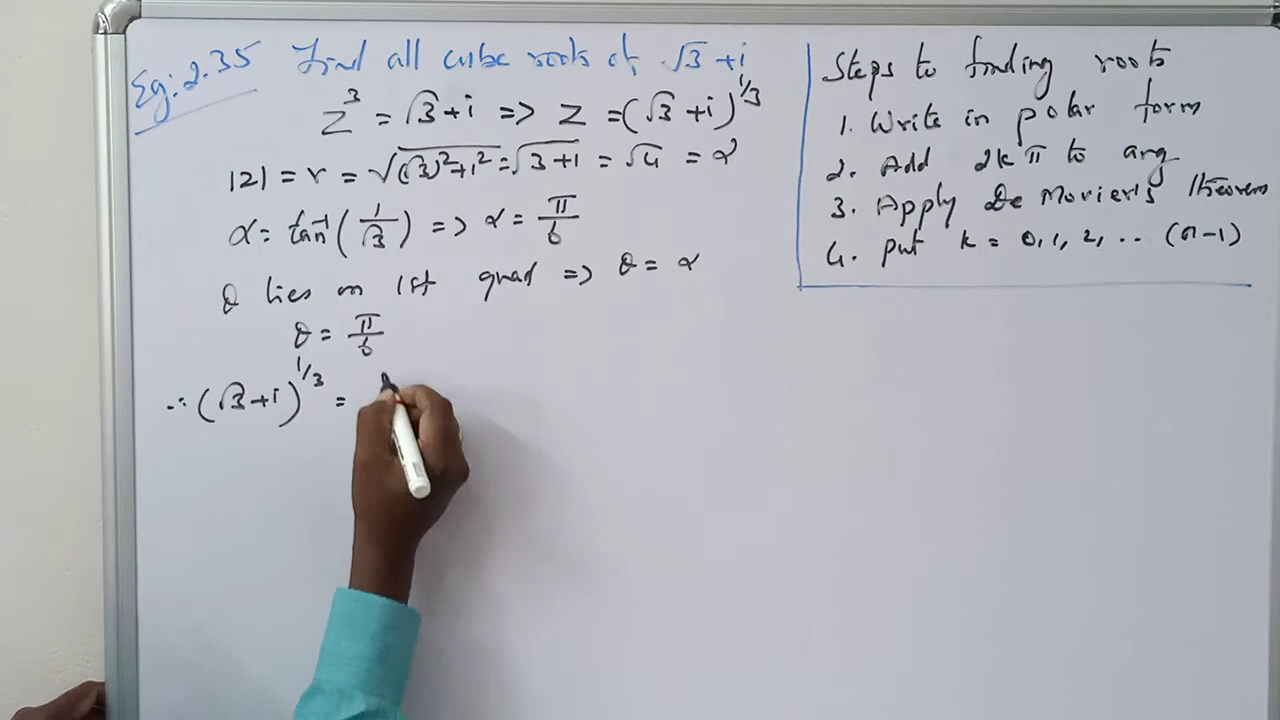 Eg: 2.35 Find all cube roots of √3 + i
z³ = √3 + i => z = (√3 + i)^1/3
|z| = r = √((√3)² + 1²) = √(3+1) = √4 = 2
α = tan⁻¹(1/√3) => α = π/6
θ lies in 1st quad => θ = α
θ = π/6
∴ (√3 + i)^1/3 =
Steps to finding roots
1. Write in polar form
2. Add 2kπ to arg
3. Apply De Movier's theorem
4. put k = 0, 1, 2, .. (n-1)